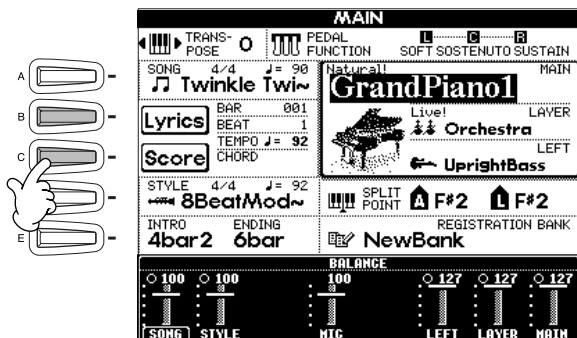 MAIN
TRANS-POSE 0 PEDAL FUNCTION L C R SOFT SOSTENUTO SUSTAIN
SONG 4/4 ♩= 90
♫ Twinkle Twi~
Natural! MAIN
GrandPiano1
Lyrics BAR 001
BEAT 1
Live! LAYER
Orchestra
Score TEMPO ♩= 92
CHORD
LEFT
UprightBass
STYLE 4/4 ♩= 92
8BeatMod~
SPLIT POINT A F#2 L F#2
INTRO ENDING
4bar2 6bar
REGISTRATION BANK
NewBank
BALANCE
100 100 100 127 127 127
SONG STYLE MIC LEFT LAYER MAIN
A
B
C
E